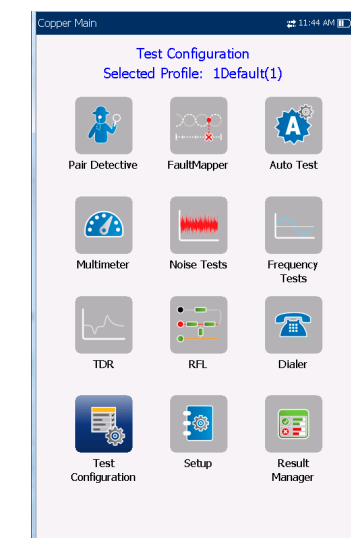 Copper Main 11:44 AM
Test Configuration
Selected Profile: 1Default(1)
Pair Detective FaultMapper Auto Test
A
Multimeter Noise Tests Frequency
Tests
TDR RFL Dialer
Test Setup Result
Configuration Manager